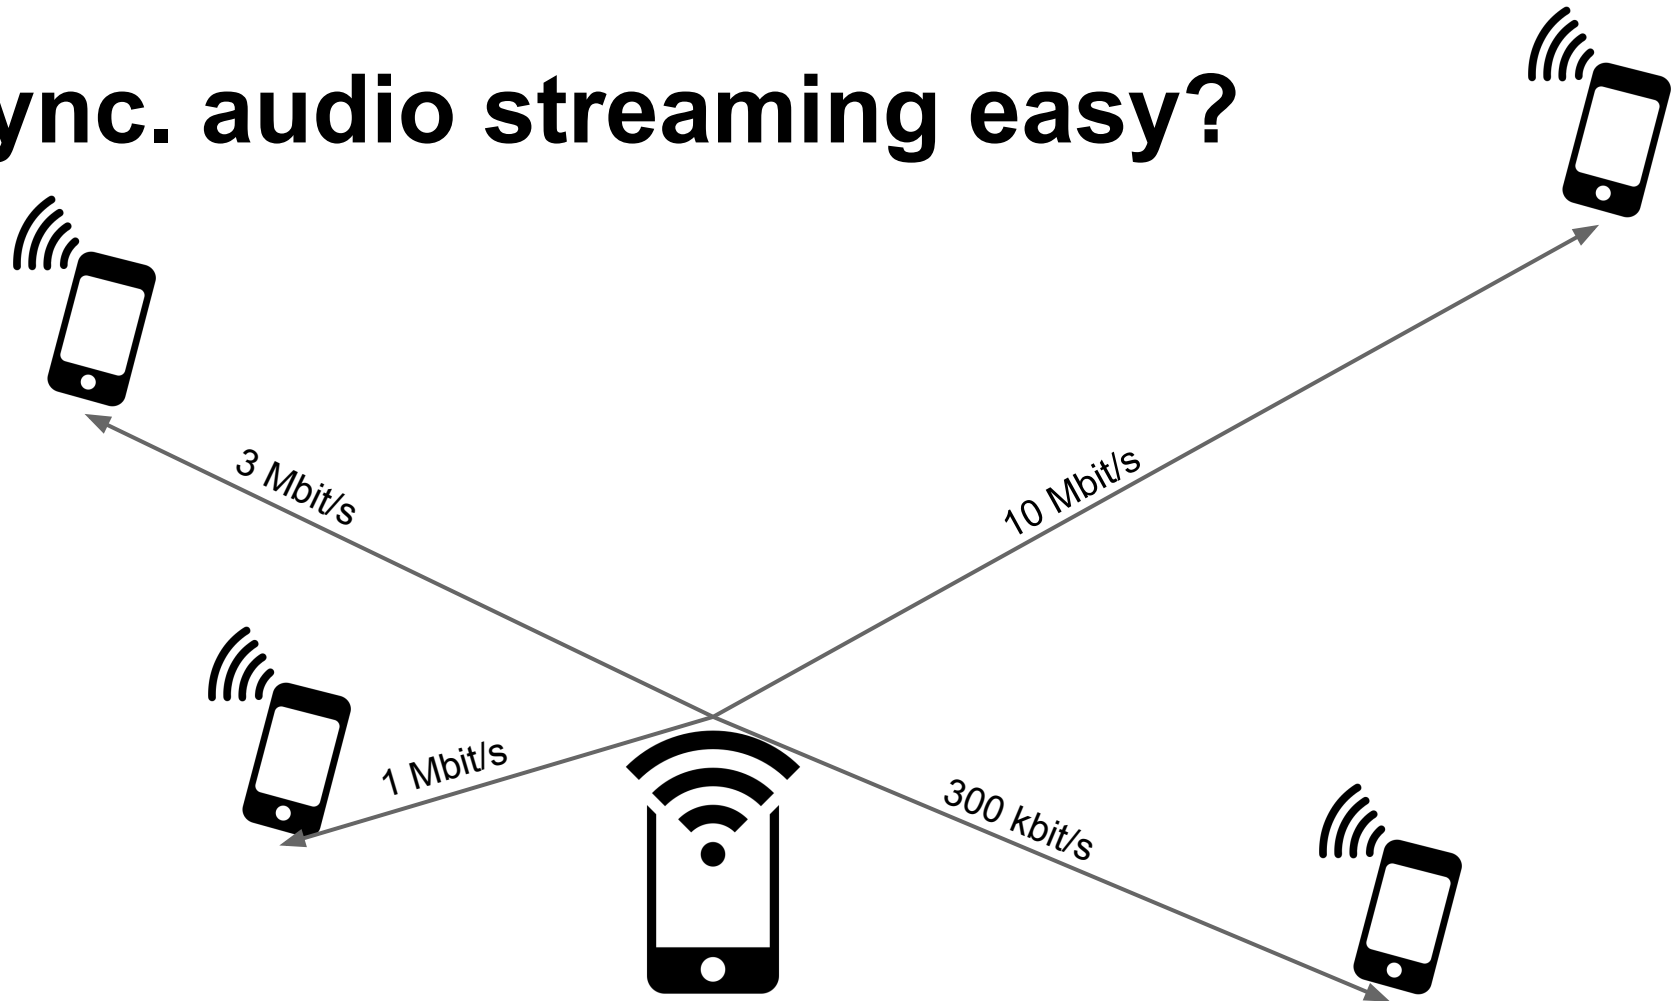 ync. audio streaming easy?
3 Mbit/s
10 Mbit/s
1 Mbit/s
300 kbit/s